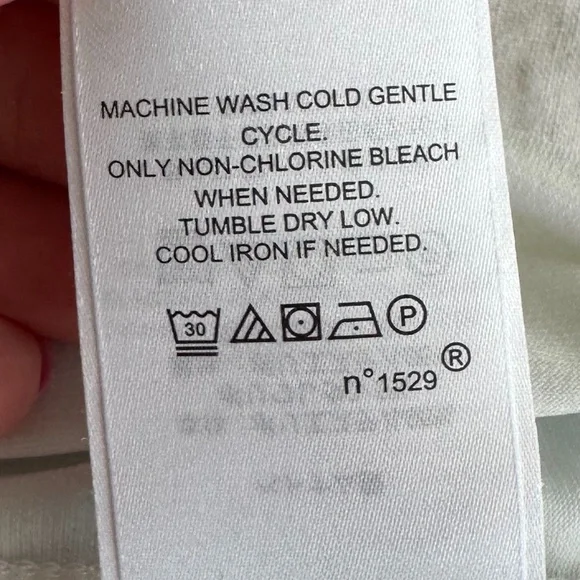 MACHINE WASH COLD GENTLE
CYCLE.
ONLY NON-CHLORINE BLEACH
WHEN NEEDED.
TUMBLE DRY LOW.
COOL IRON IF NEEDED.
30 P
n°1529®